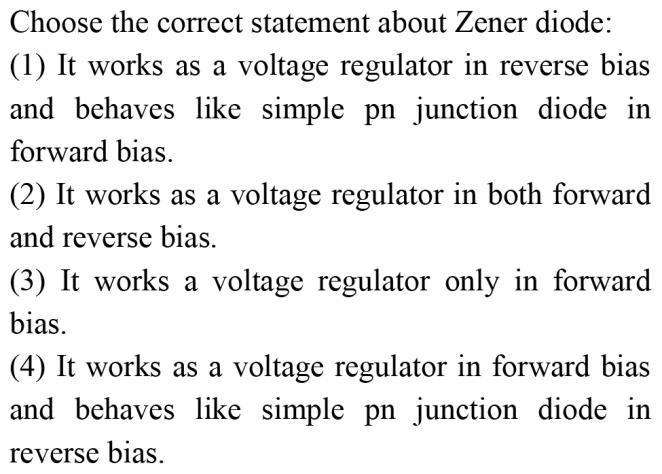 Choose the correct statement about Zener diode:
(1) It works as a voltage regulator in reverse bias
and behaves like simple pn junction diode in
forward bias.
(2) It works as a voltage regulator in both forward
and reverse bias.
(3) It works a voltage regulator only in forward
bias.
(4) It works as a voltage regulator in forward bias
and behaves like simple pn junction diode in
reverse bias.